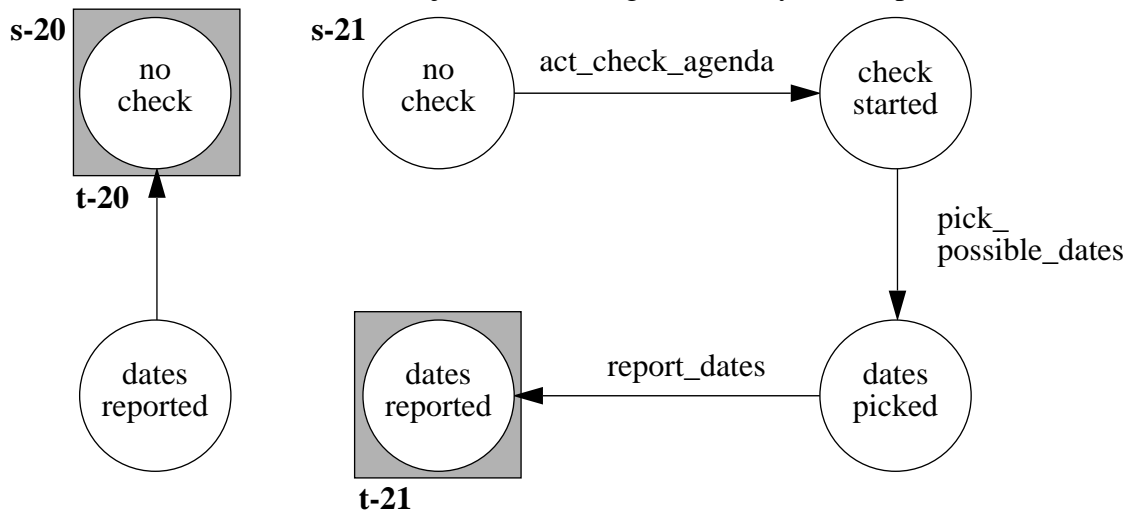 s-20
no
check
t-20
dates
reported
s-21
no
check
act_check_agenda
check
started
pick_
possible_dates
dates
picked
report_dates
dates
reported
t-21